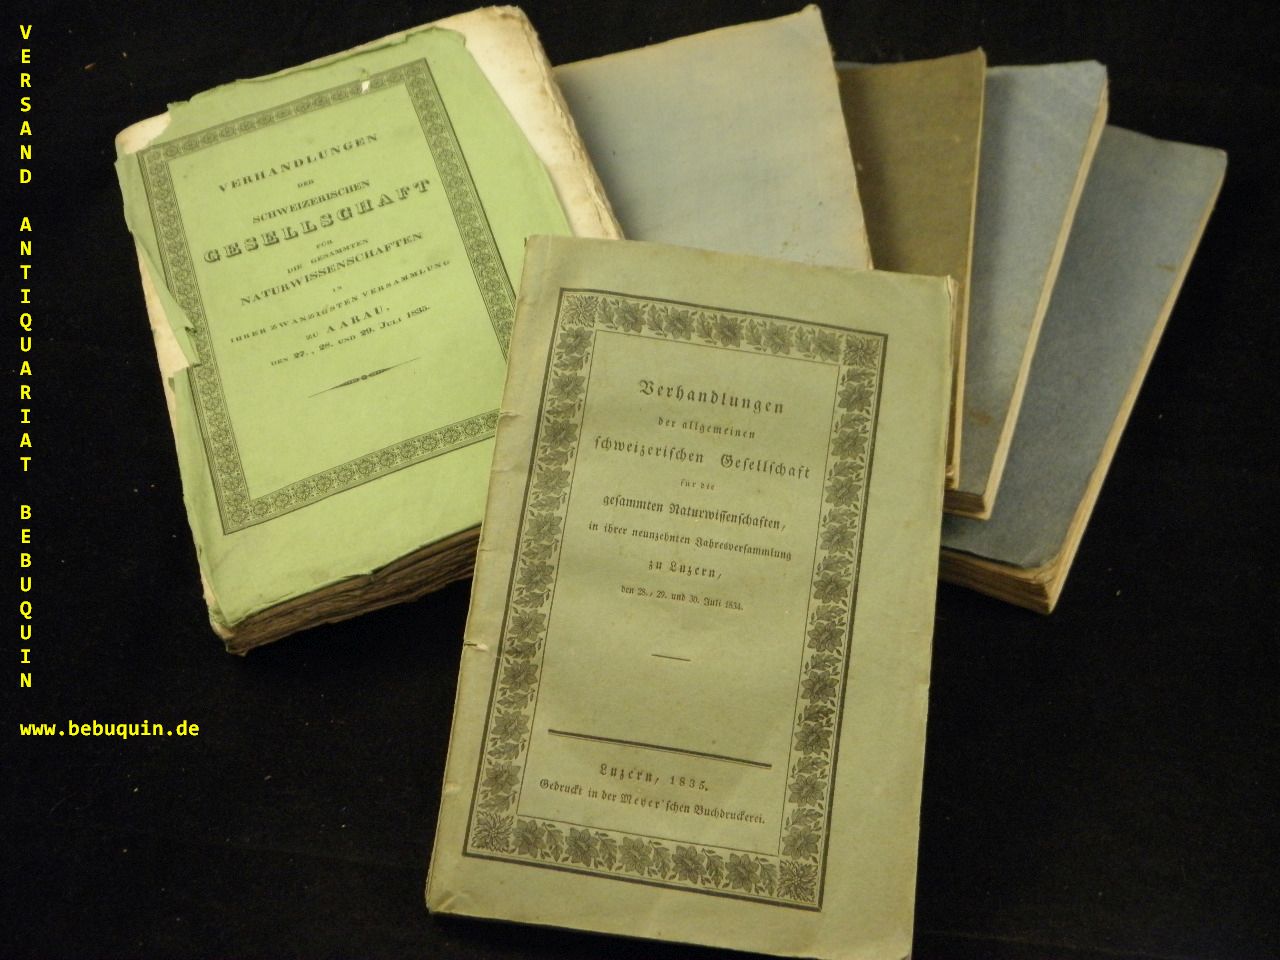 VERSAND ANTIQUARIAT BEBUQUIN
www.bebuquin.de
VERHANDLUNGEN
DER
SCHWEIZERISCHEN
GESELLSCHAFT
FÜR
DIE GESAMMTEN
NATURWISSENSCHAFTEN
IN
IHRER ZWANZIGSTEN VERSAMMLUNG
ZU AARAU,
DEN 27., 28. UND 29. JULI 1835.
Verhandlungen
der allgemeinen
schweizerischen Gesellschaft
für die
gesammten Naturwissenschaften,
in ihrer neunzehnten Jahresversammlung
zu Luzern,
den 28., 29. und 30. Juli 1834.
Luzern, 1835.
Gedruckt in der Meyer'schen Buchdruckerei.